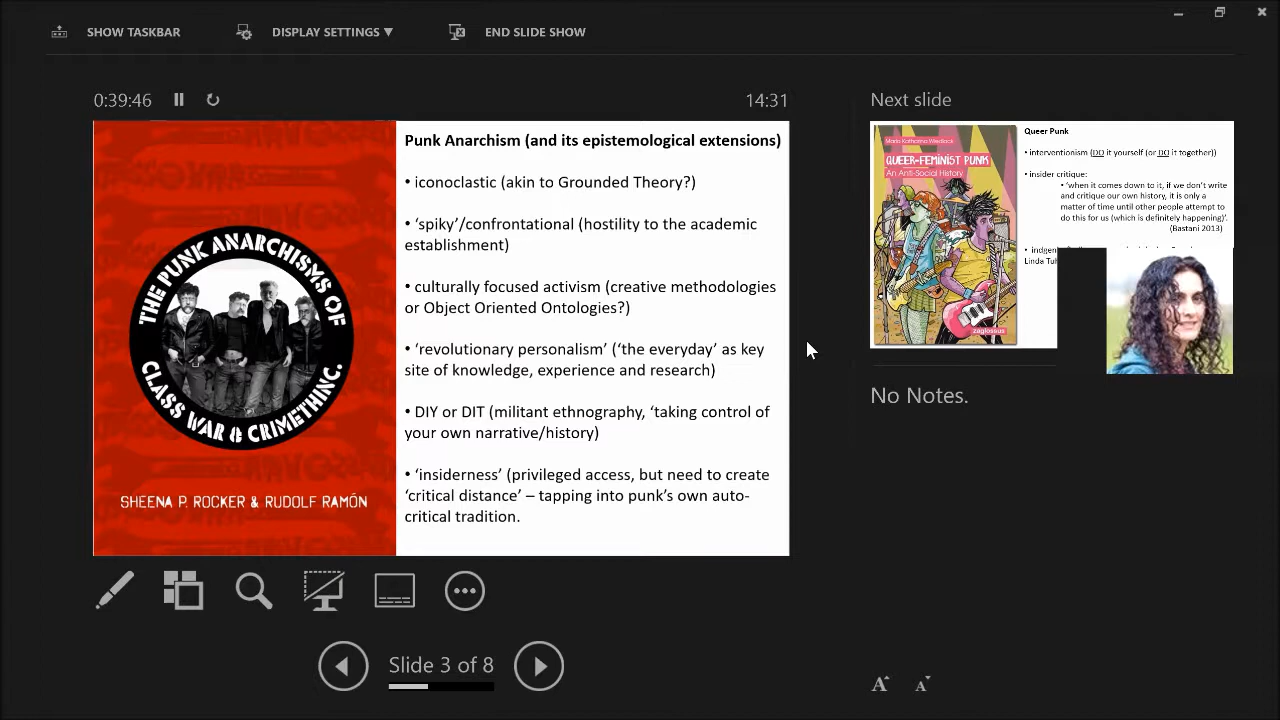 SHOW TASKBAR
DISPLAY SETTINGS ▼
END SLIDE SHOW
0:39:46
14:31
THE PUNK ANARCHISMS OF
CLASS WAR & CRIMETHINC.
SHEENA P. ROCKER & RUDOLF RAMÓN
Punk Anarchism (and its epistemological extensions)
• iconoclastic (akin to Grounded Theory?)
• ‘spiky’/confrontational (hostility to the academic
establishment)
• culturally focused activism (creative methodologies
or Object Oriented Ontologies?)
• ‘revolutionary personalism’ (‘the everyday’ as key
site of knowledge, experience and research)
• DIY or DIT (militant ethnography, ‘taking control of
your own narrative/history)
• ‘insiderness’ (privileged access, but need to create
‘critical distance’ – tapping into punk’s own auto-
critical tradition.
Slide 3 of 8
Next slide
Maria Katharina Wiedlack
QUEER-FEMINIST PUNK
An Anti-Social History
zaglossus
Queer Punk
• interventionism (DO it yourself (or DO it together))
• insider critique:
• ‘when it comes down to it, if we don’t write
and critique our own history, it is only a
matter of time until other people attempt to
do this for us (which is definitely happening)’.
(Bastani 2013)
Linda
No Notes.
A
A